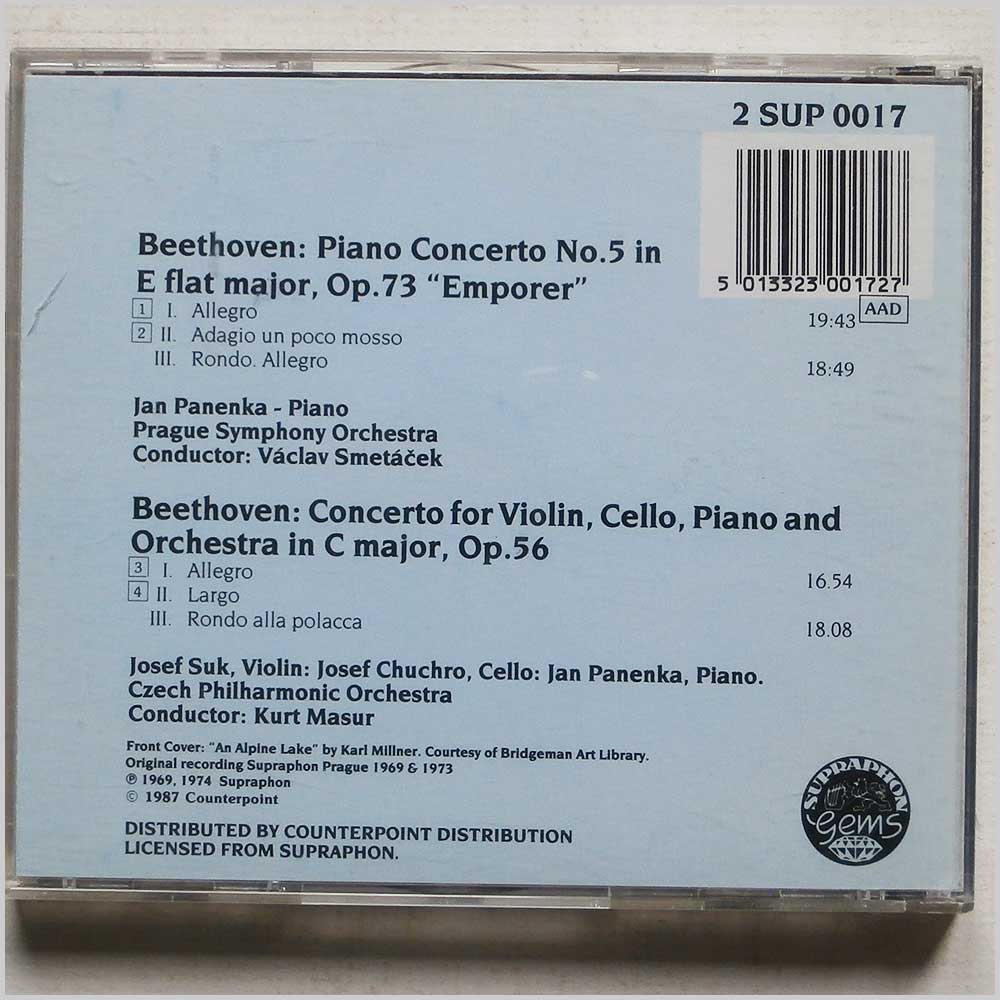 2 SUP 0017
5 013323 001727
AAD
Beethoven: Piano Concerto No.5 in
E flat major, Op.73 “Emporer”
1 I. Allegro 19:43
2 II. Adagio un poco mosso
III. Rondo. Allegro 18:49
Jan Panenka - Piano
Prague Symphony Orchestra
Conductor: Václav Smetáček
Beethoven: Concerto for Violin, Cello, Piano and
Orchestra in C major, Op.56
3 I. Allegro 16.54
4 II. Largo
III. Rondo alla polacca 18.08
Josef Suk, Violin: Josef Chuchro, Cello: Jan Panenka, Piano.
Czech Philharmonic Orchestra
Conductor: Kurt Masur
Front Cover: “An Alpine Lake” by Karl Millner. Courtesy of Bridgeman Art Library.
Original recording Supraphon Prague 1969 & 1973
℗ 1969, 1974 Supraphon
© 1987 Counterpoint
DISTRIBUTED BY COUNTERPOINT DISTRIBUTION
LICENSED FROM SUPRAPHON.
SUPRAPHON
Gems